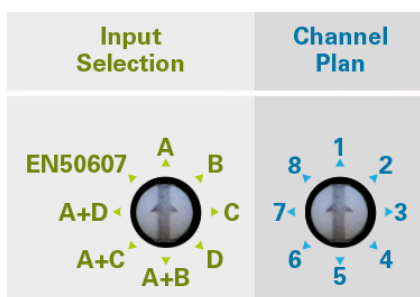 Input
Selection
Channel
Plan
A
EN50607
B
A+D
C
A+C
D
A+B
1
8
2
7
3
6
4
5